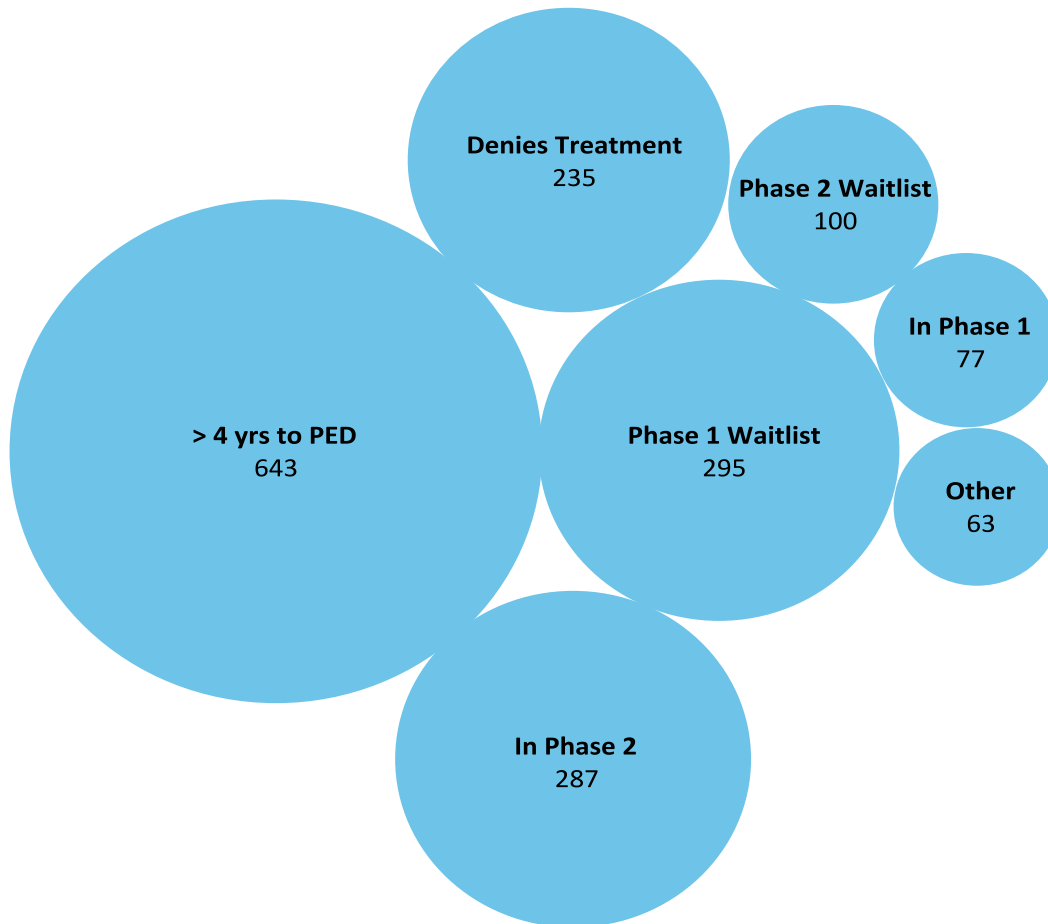 Denies Treatment
235
Phase 2 Waitlist
100
In Phase 1
77
> 4 yrs to PED
643
Phase 1 Waitlist
295
Other
63
In Phase 2
287